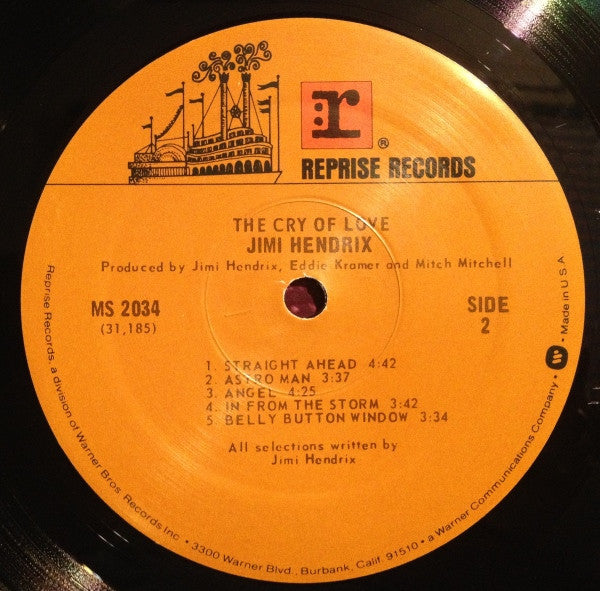 r ®
REPRISE RECORDS
THE CRY OF LOVE
JIMI HENDRIX
Produced by Jimi Hendrix, Eddie Kramer and Mitch Mitchell
MS 2034
(31,185)
SIDE
2
1. STRAIGHT AHEAD 4:42
2. ASTRO MAN 3:37
3. ANGEL 4:25
4. IN FROM THE STORM 3:42
5. BELLY BUTTON WINDOW 3:34
All selections written by
Jimi Hendrix
Reprise Records, a division of Warner Bros. Records Inc. • 3300 Warner Blvd., Burbank, Calif. 91510 • a Warner Communications Company • W • Made in U.S.A.